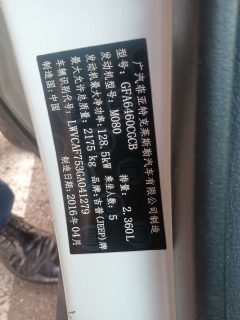 广汽菲亚特克莱斯勒汽车有限公司制造
型号:GFA6460CGCB
发动机型号:M080 排量:2.360L
发动机最大净功率:128.5kW 乘坐人数:5
最大允许总质量:2175 kg 品牌:吉普(JEEP)牌
车辆识别代号:LWVCAF753GA041279
制造国:中国 制造年月:2016年04月